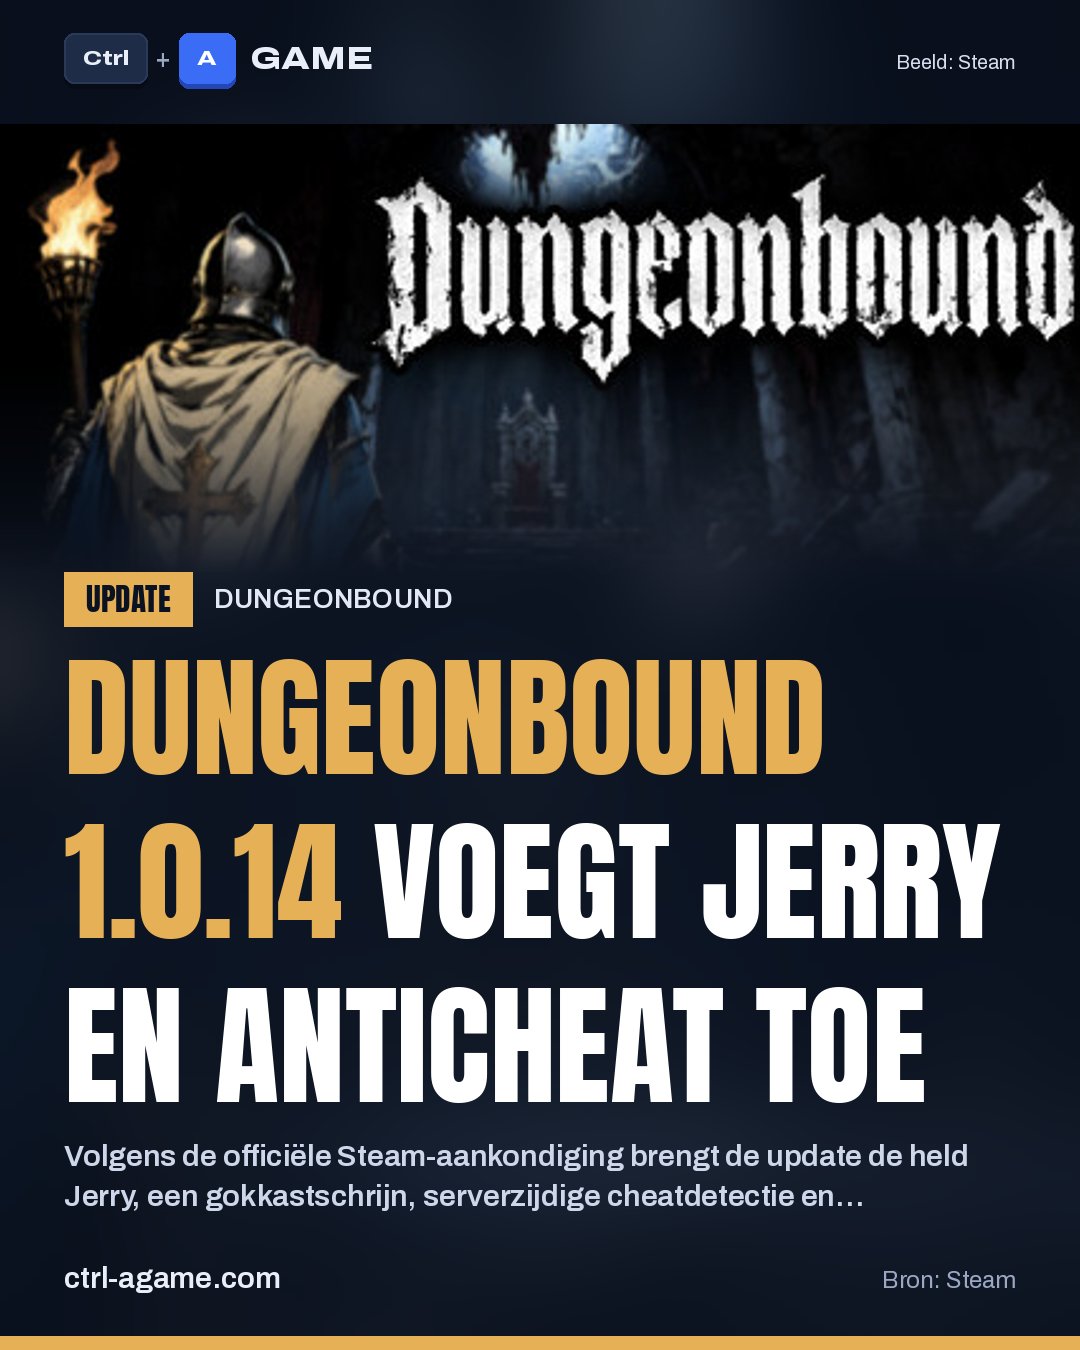 Ctrl + A GAME
Beeld: Steam
Dungeonbound
UPDATE DUNGEONBOUND
DUNGEONBOUND
1.0.14 VOEGT JERRY
EN ANTICHEAT TOE
Volgens de officiële Steam-aankondiging brengt de update de held
Jerry, een gokkastschrijn, serverzijdige cheatdetectie en...
ctrl-agame.com
Bron: Steam